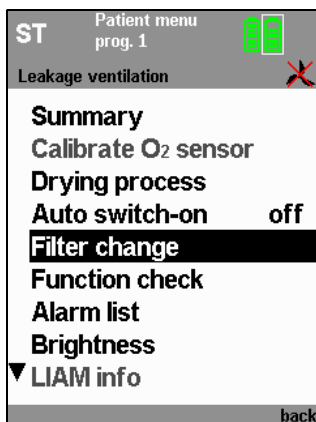 ST
Patient menu
prog. 1
Leakage ventilation
Summary
Calibrate O₂ sensor
Drying process
Auto switch-on off
Filter change
Function check
Alarm list
Brightness
▼ LIAM info
back